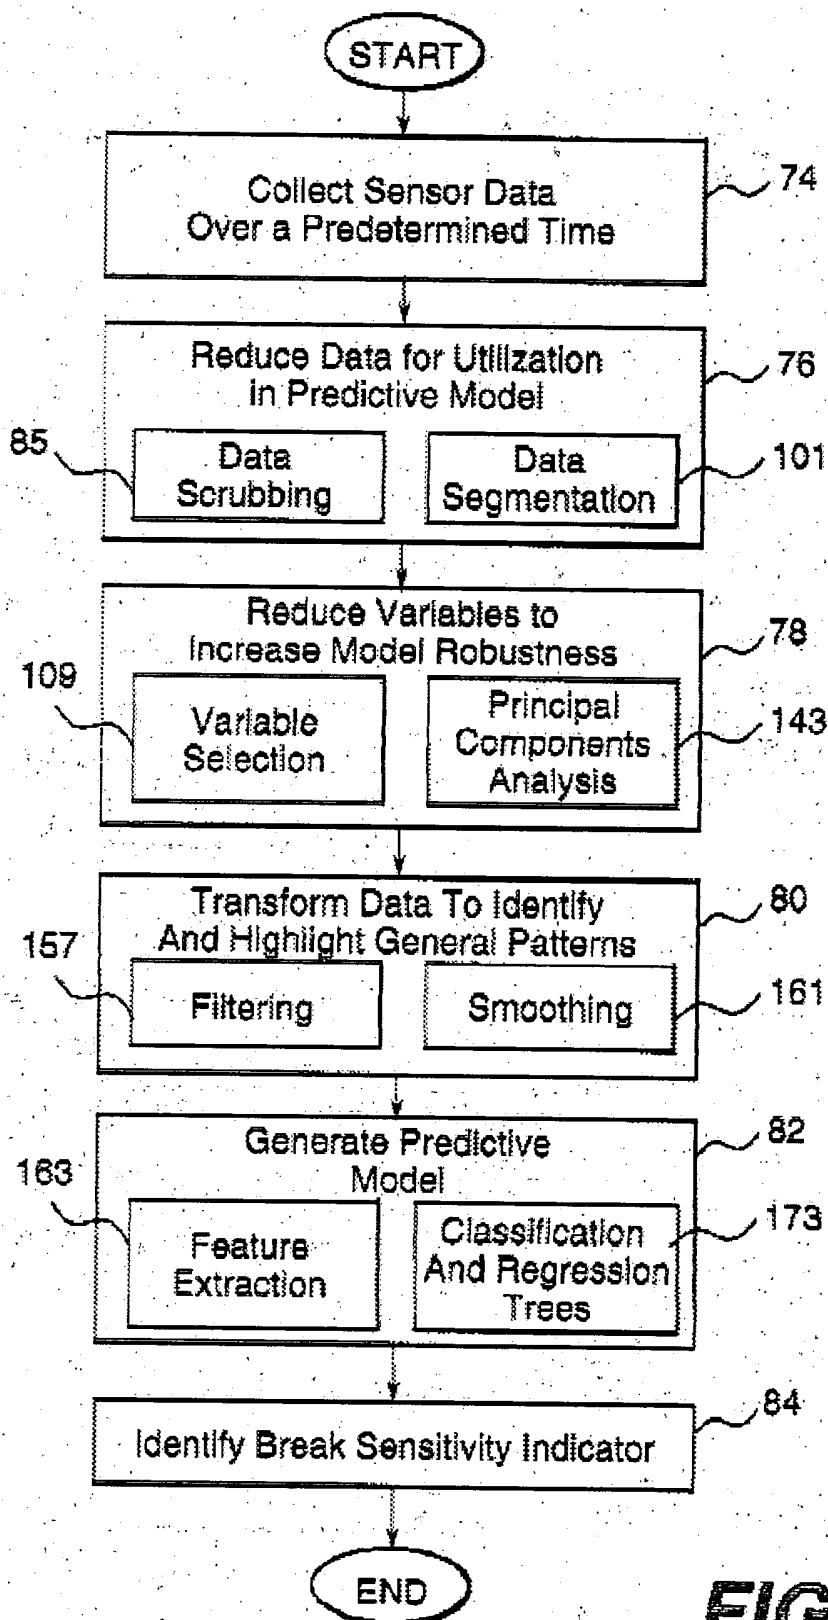 START
Collect Sensor Data
Over a Predetermined Time
74
Reduce Data for Utilization
in Predictive Model
76
85
Data
Scrubbing
Data
Segmentation
101
Reduce Variables to
Increase Model Robustness
78
109
Variable
Selection
Principal
Components
Analysis
143
Transform Data To Identify
And Highlight General Patterns
80
157
Filtering
Smoothing
161
Generate Predictive
Model
82
163
Feature
Extraction
Classification
And Regression
Trees
173
Identify Break Sensitivity Indicator
84
END
FIG